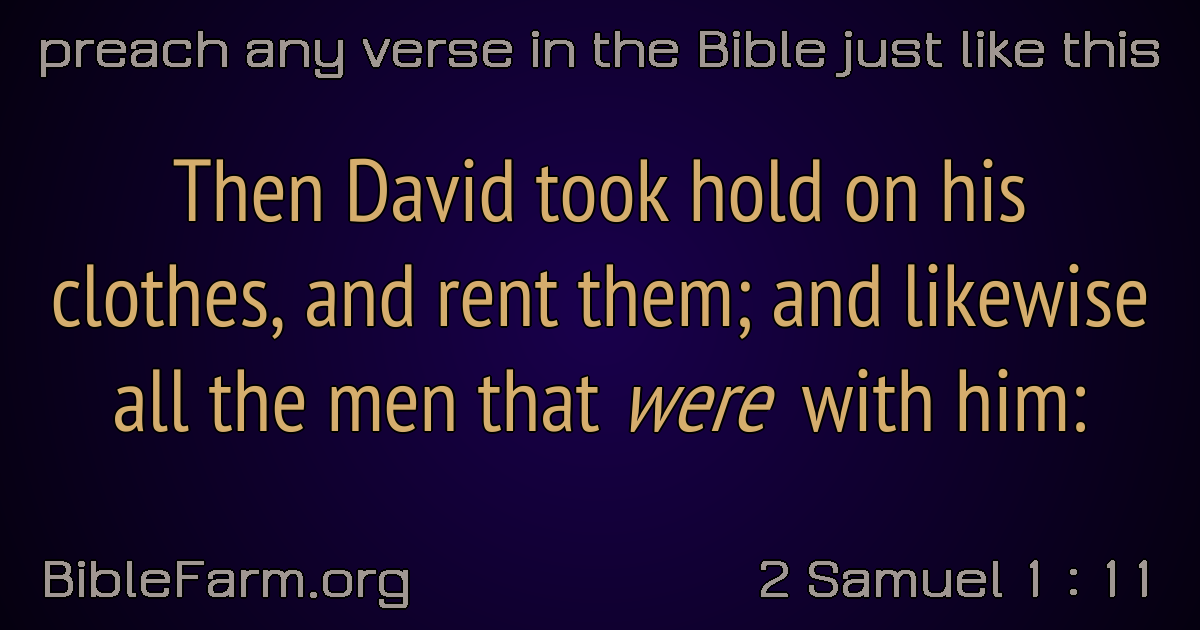 preach any verse in the Bible just like this
Then David took hold on his
clothes, and rent them; and likewise
all the men that were with him:
BibleFarm.org
2 Samuel 1 : 11